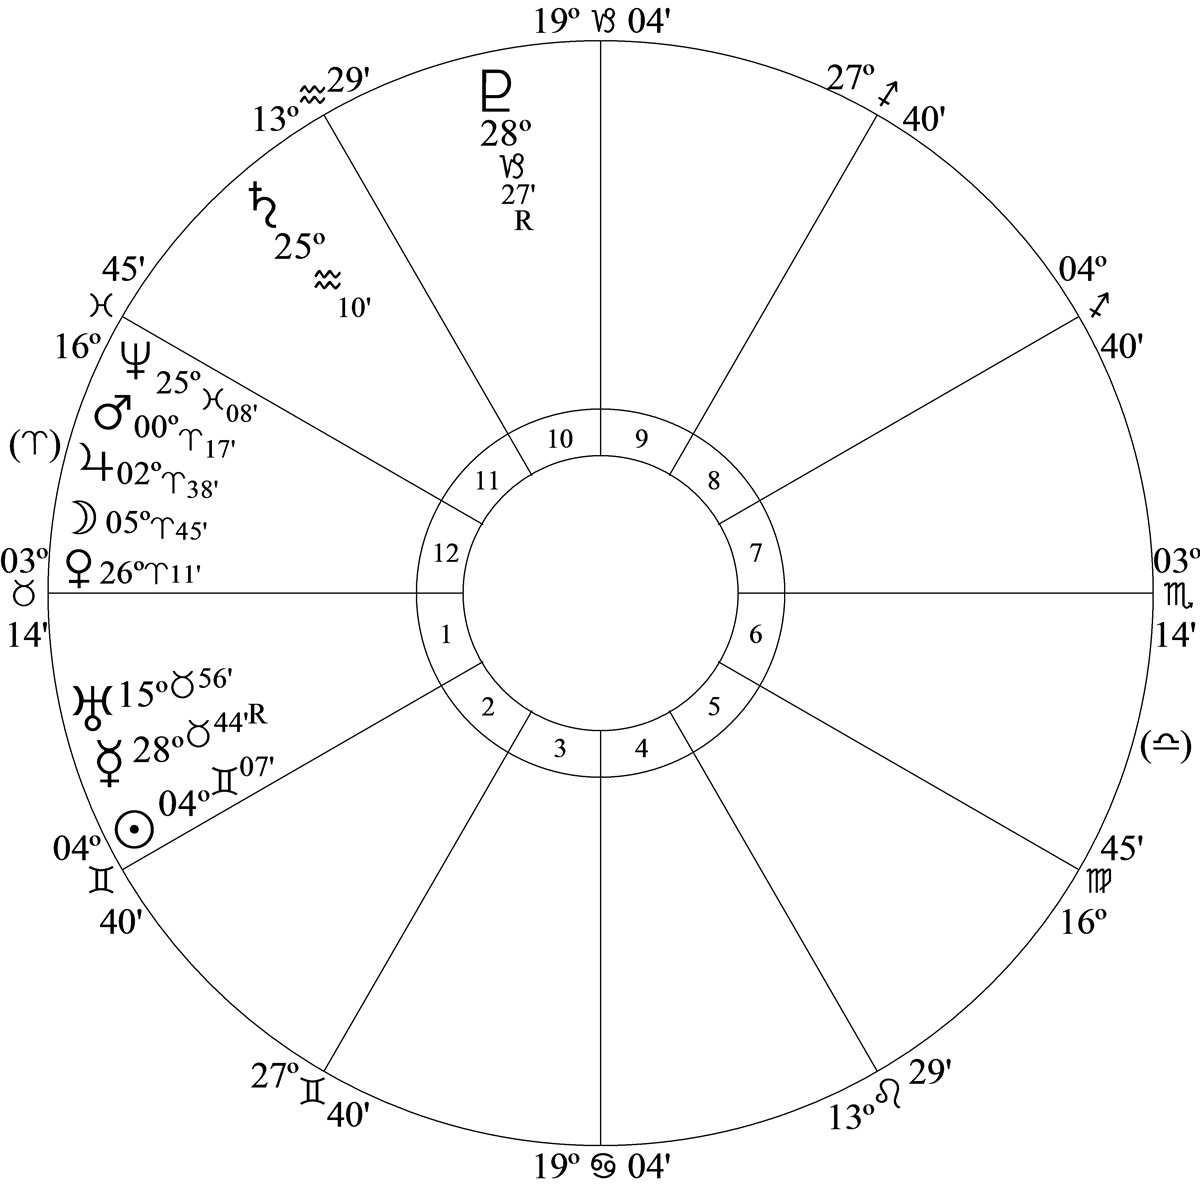 19º ♑ 04'
27º ♐ 40'
04º ♐ 40'
03º ♏ 14'
(♎)
45' ♍ 16º
29' ♌ 13º
19º ♋ 04'
27º ♊ 40'
04º ♊ 40'
03º ♉ 14'
(♈)
45' ♓ 16º
13º ♒ 29'
♇ 28º ♑ 27' R
♄ 25º ♒ 10'
♆ 25º ♓ 08'
♂ 00º ♈ 17'
♃ 02º ♈ 38'
☽ 05º ♈ 45'
♀ 26º ♈ 11'
♅ 15º ♉ 56'
☿ 28º ♉ 44' R
☉ 04º ♊ 07'
10
9
8
7
6
5
4
3
2
1
12
11